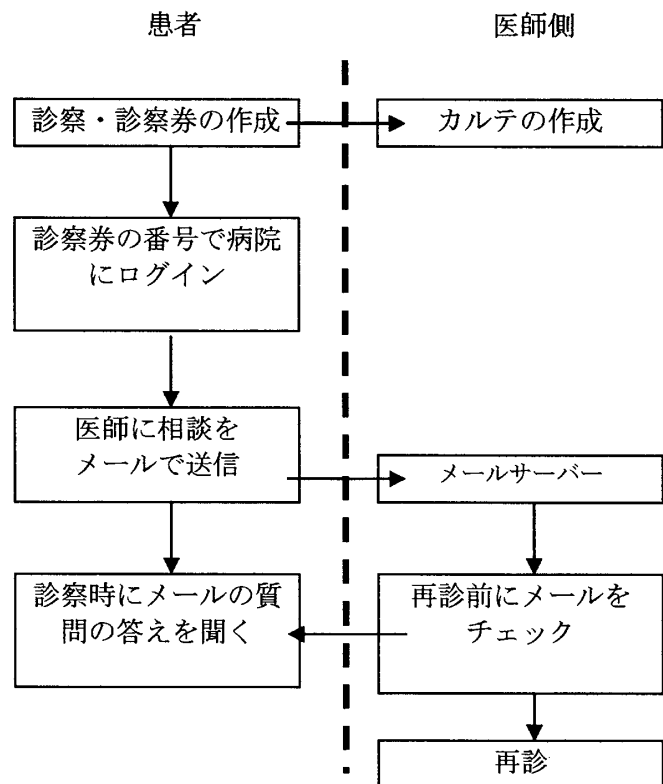 患者
医師側
診察・診察券の作成
カルテの作成
診察券の番号で病院
にログイン
医師に相談を
メールで送信
メールサーバー
診察時にメールの質
問の答えを聞く
再診前にメールを
チェック
再診